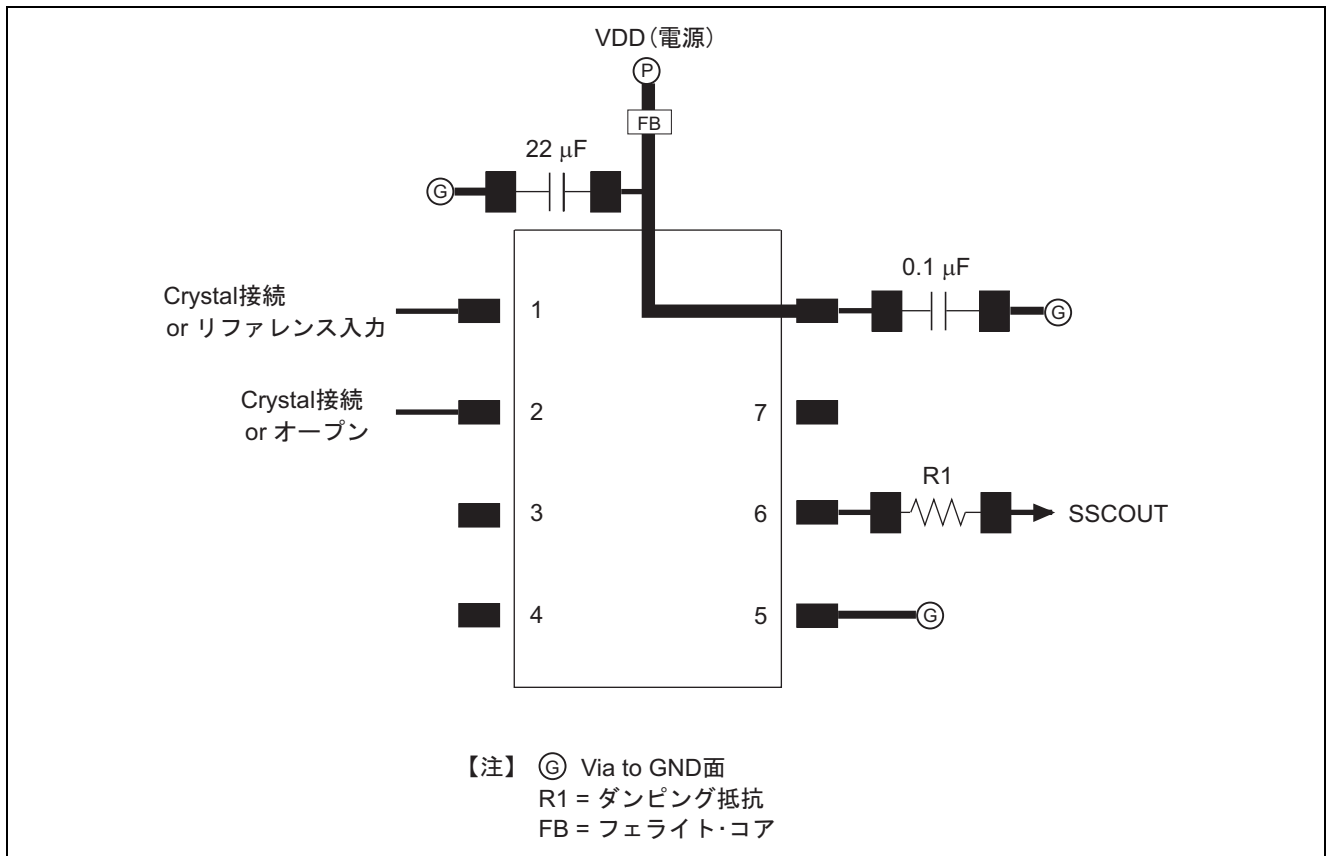 VDD(電源)
P
FB
22 μF
G
0.1 μF
G
Crystal接続
or リファレンス入力
1
Crystal接続
or オープン
2
7
R1
3
6
SSCOUT
4
5
G
【注】 G Via to GND面
R1 = ダンピング抵抗
FB = フェライト・コア